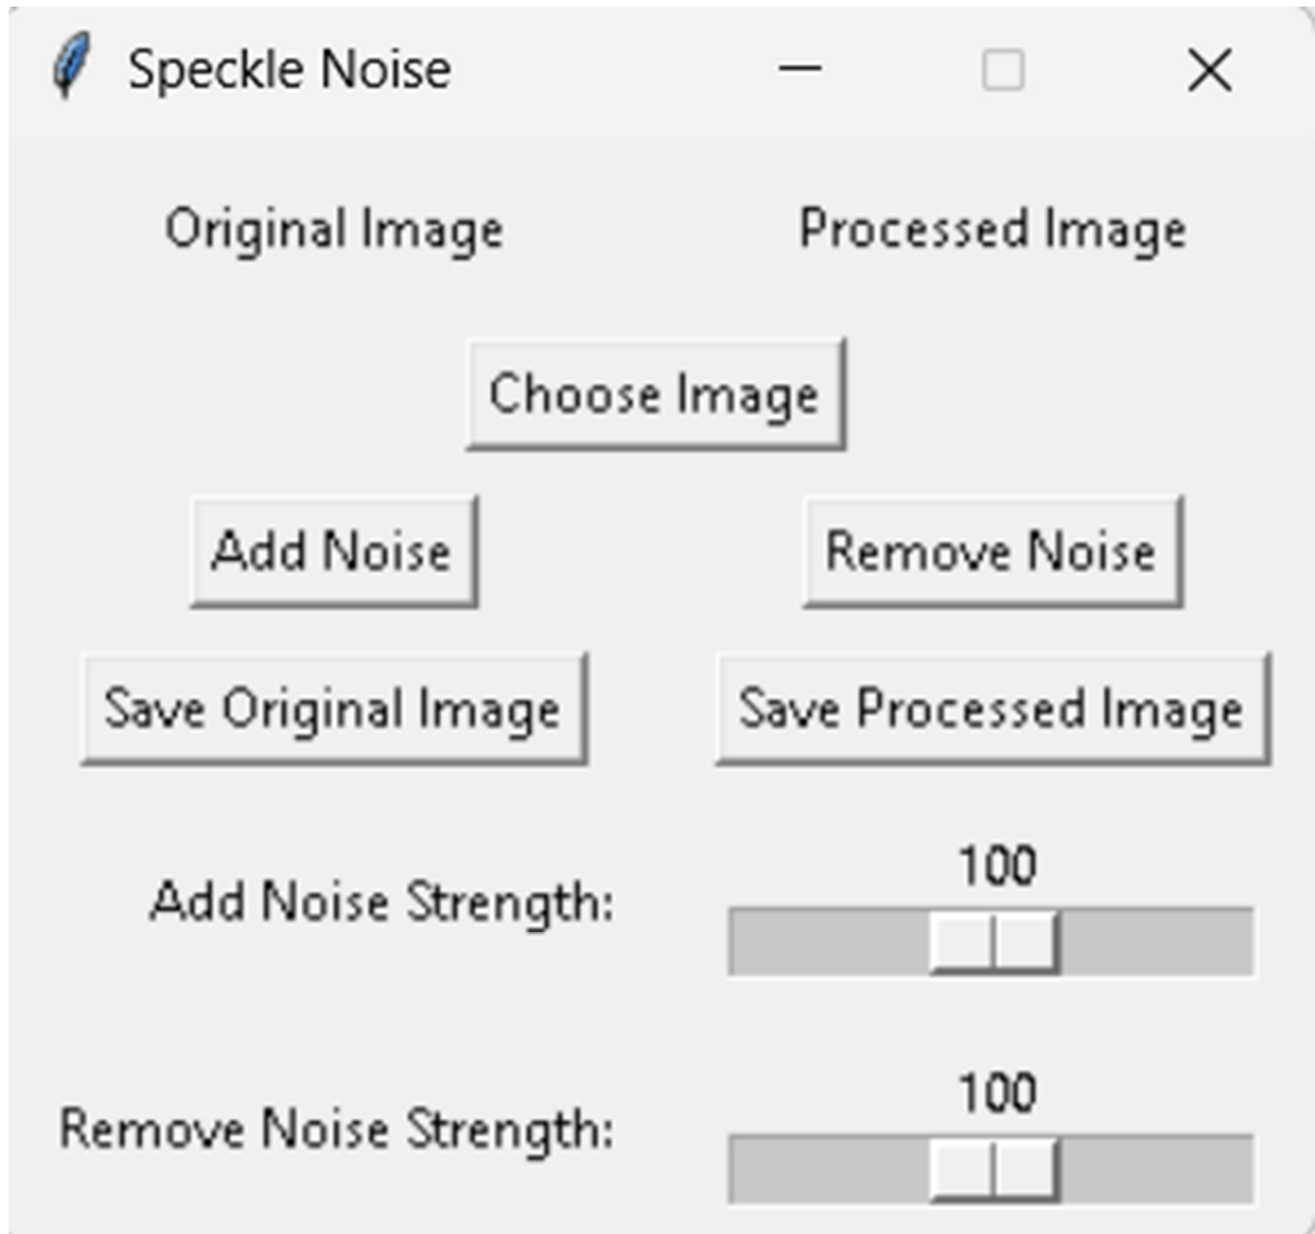 Speckle Noise
Original Image Processed Image
Choose Image
Add Noise Remove Noise
Save Original Image Save Processed Image
100
Add Noise Strength:
100
Remove Noise Strength: